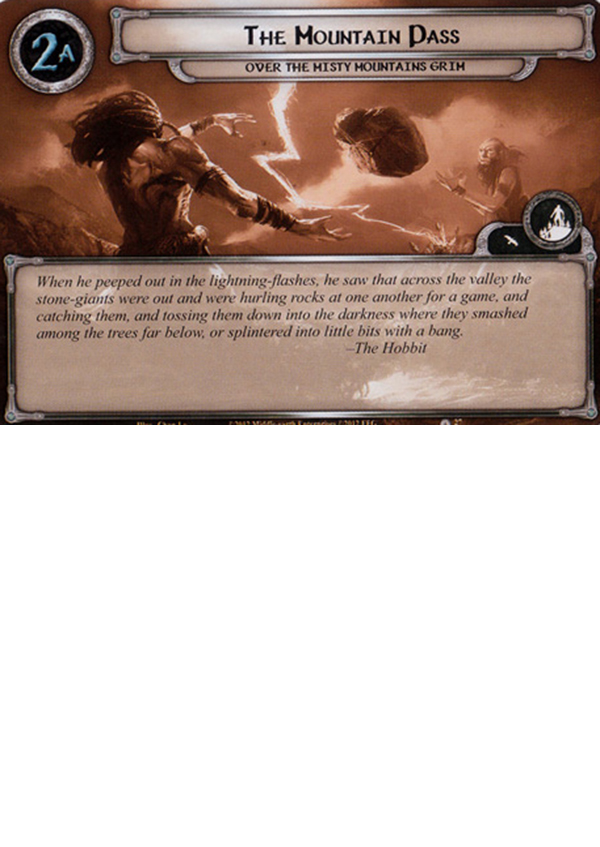 2A
THE MOUNTAIN PASS
OVER THE MISTY MOUNTAINS GRIM
When he peeped out in the lightning-flashes, he saw that across the valley the
stone-giants were out and were hurling rocks at one another for a game, and
catching them, and tossing them down into the darkness where they smashed
among the trees far below, or splintered into little bits with a bang.
–The Hobbit